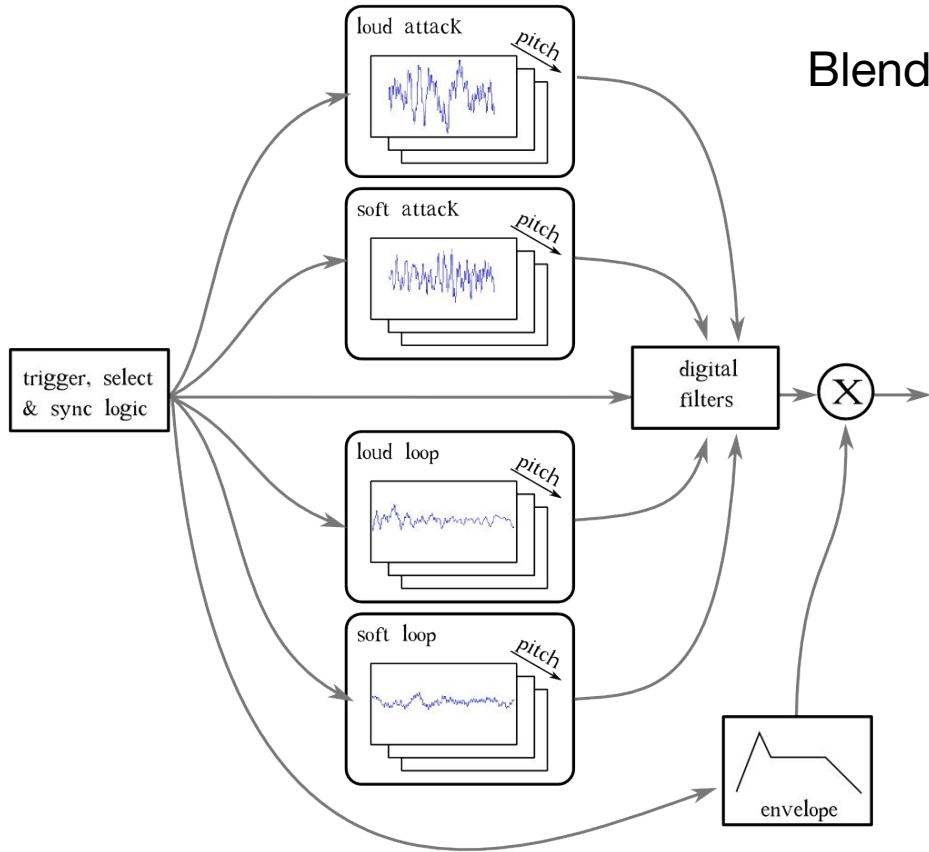 Blend
loud attack
pitch
soft attack
pitch
trigger, select
& sync logic
digital
filters
X
loud loop
pitch
soft loop
pitch
envelope